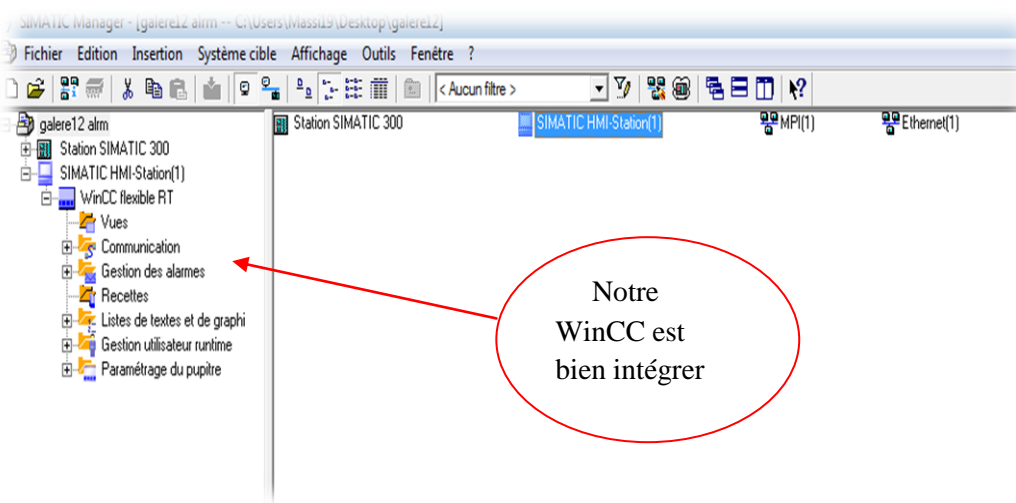 SIMATIC Manager - [galere12 alrm -- C:\Users\Massi19\Desktop\galere12]
Fichier Edition Insertion Système cible Affichage Outils Fenêtre ?
< Aucun filtre >
galere12 alrm
Station SIMATIC 300
SIMATIC HMI-Station(1)
WinCC flexible RT
Vues
Communication
Gestion des alarmes
Recettes
Listes de textes et de graphi
Gestion utilisateur runtime
Paramétrage du pupitre
Station SIMATIC 300 SIMATIC HMI-Station(1) MPI(1) Ethernet(1)
Notre
WinCC est
bien intégrer